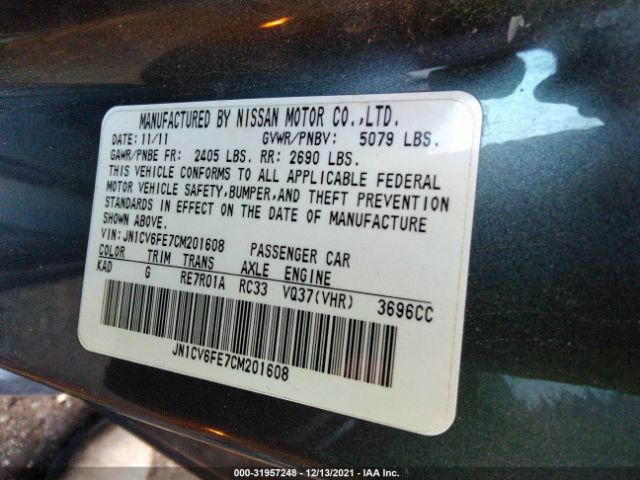 MANUFACTURED BY NISSAN MOTOR CO.,LTD.
DATE: 11/11 GVWR/PNBV: 5079 LBS.
GAWR/PNBE FR: 2405 LBS. RR: 2690 LBS.
THIS VEHICLE CONFORMS TO ALL APPLICABLE FEDERAL
MOTOR VEHICLE SAFETY,BUMPER,AND THEFT PREVENTION
STANDARDS IN EFFECT ON THE DATE OF MANUFACTURE
SHOWN ABOVE.
VIN: JN1CV6FE7CM201608 PASSENGER CAR
COLOR TRIM TRANS AXLE ENGINE
KAD G RE7R01A RC33 VQ37(VHR) 3696CC
JN1CV6FE7CM201608
000-31957248 - 12/13/2021 - IAA Inc.